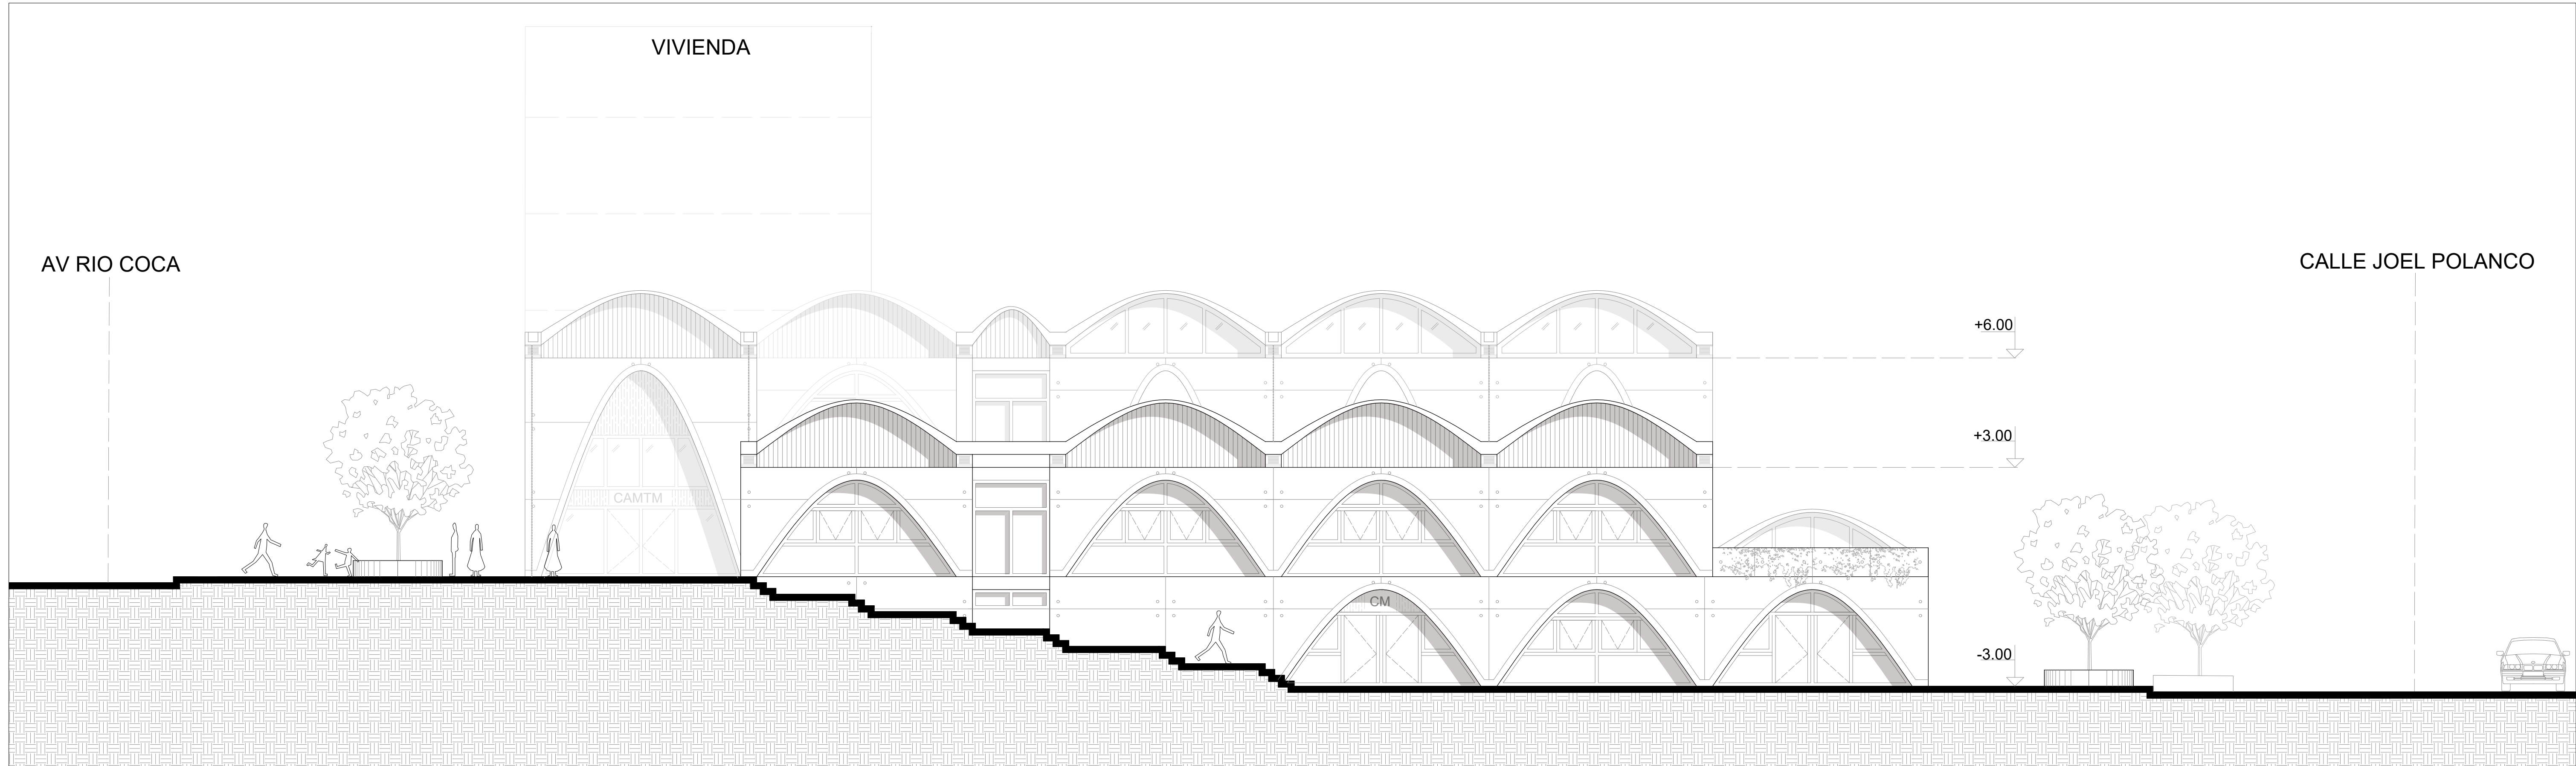 VIVIENDA
AV RIO COCA
CALLE JOEL POLANCO
+6.00
+3.00
CAMTM
CM
-3.00